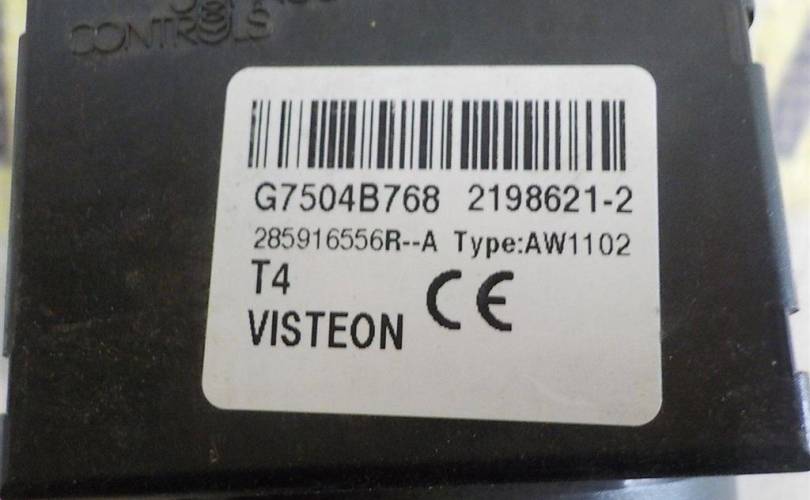 CONTROLS
G7504B768 2198621-2
285916556R--A Type:AW1102
T4
VISTEON CE